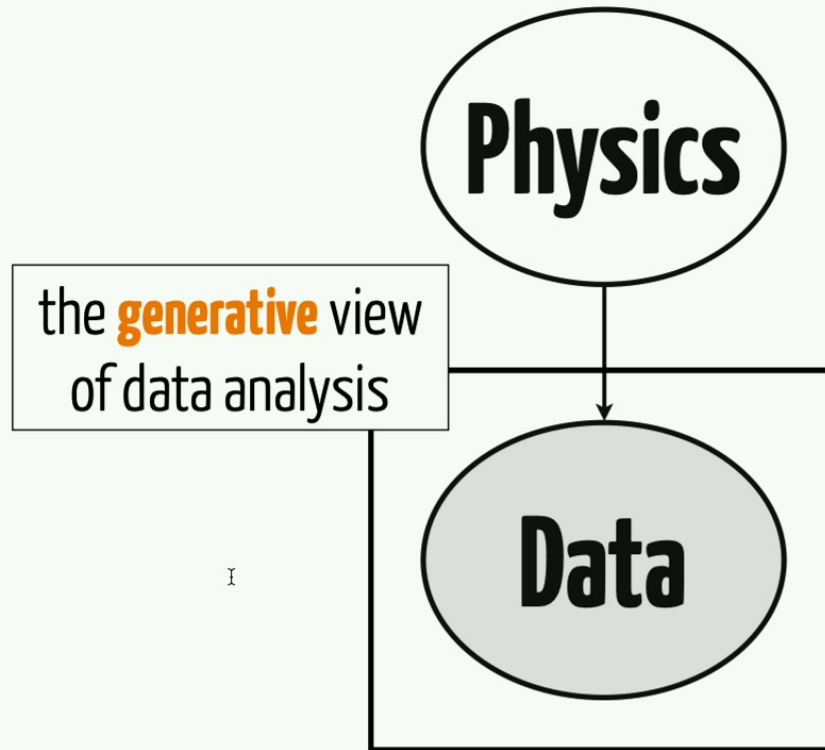 Physics
the generative view
of data analysis
Data